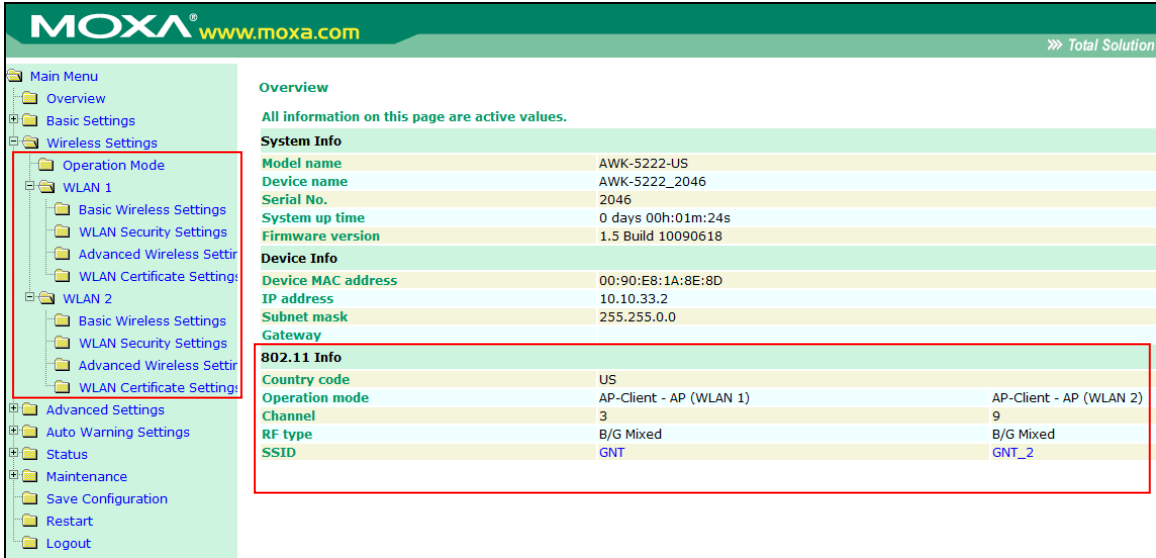 MOXA® www.moxa.com
Total Solution
Main Menu
Overview
Basic Settings
Wireless Settings
Operation Mode
WLAN 1
Basic Wireless Settings
WLAN Security Settings
Advanced Wireless Settin
WLAN Certificate Settings
WLAN 2
Basic Wireless Settings
WLAN Security Settings
Advanced Wireless Settin
WLAN Certificate Settings
Advanced Settings
Auto Warning Settings
Status
Maintenance
Save Configuration
Restart
Logout
Overview
All information on this page are active values.
System Info
Model name AWK-5222-US
Device name AWK-5222_2046
Serial No. 2046
System up time 0 days 00h:01m:24s
Firmware version 1.5 Build 10090618
Device Info
Device MAC address 00:90:E8:1A:8E:8D
IP address 10.10.33.2
Subnet mask 255.255.0.0
Gateway
802.11 Info
Country code US
Operation mode AP-Client - AP (WLAN 1) AP-Client - AP (WLAN 2)
Channel 3 9
RF type B/G Mixed B/G Mixed
SSID GNT GNT_2